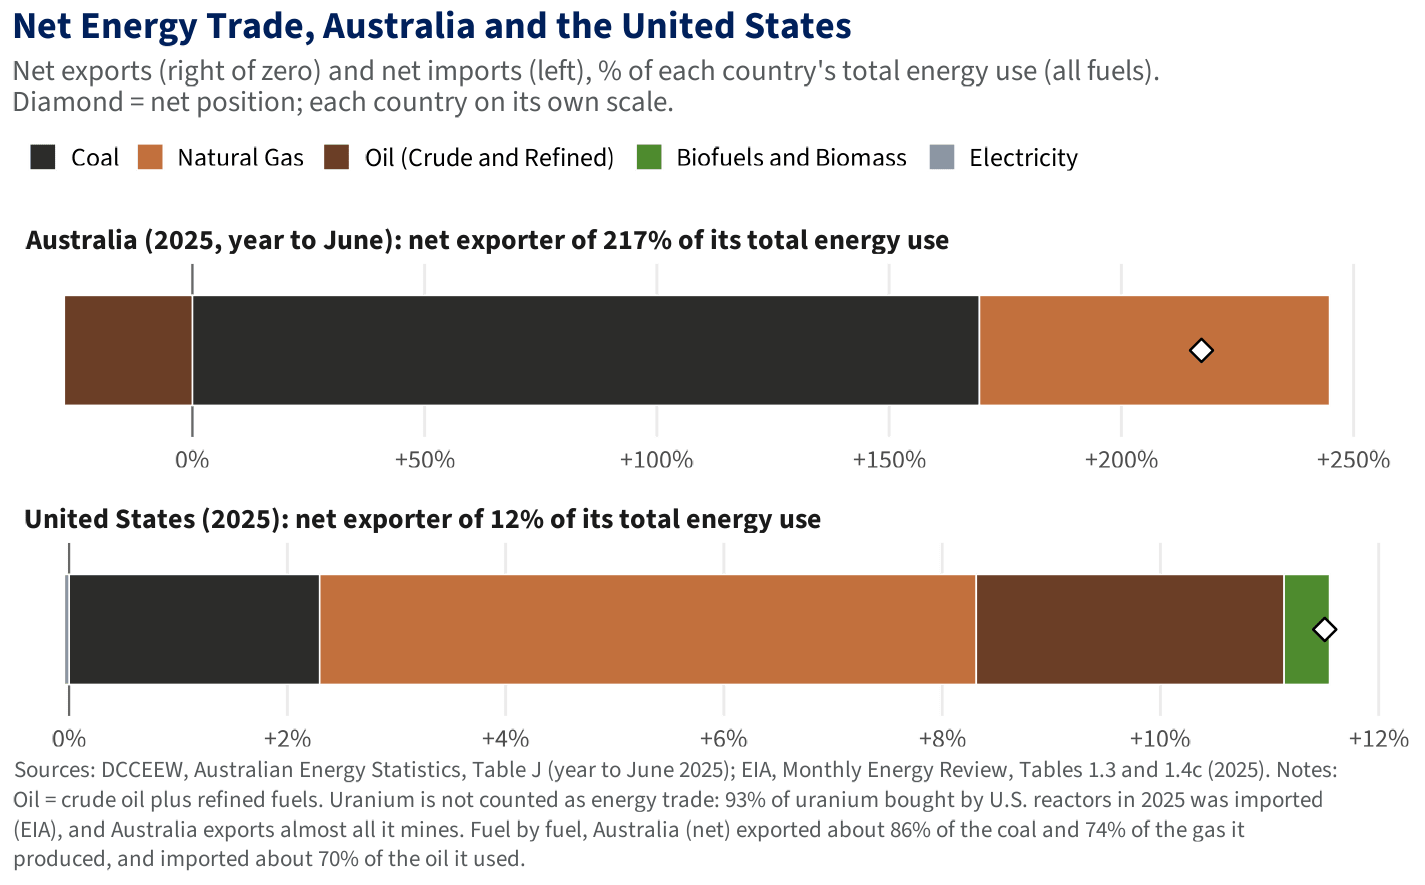 Net Energy Trade, Australia and the United States
Net exports (right of zero) and net imports (left), % of each country's total energy use (all fuels).
Diamond = net position; each country on its own scale.
Coal Natural Gas Oil (Crude and Refined) Biofuels and Biomass Electricity
Australia (2025, year to June): net exporter of 217% of its total energy use
0% +50% +100% +150% +200% +250%
United States (2025): net exporter of 12% of its total energy use
0% +2% +4% +6% +8% +10% +12%
Sources: DCCEEW, Australian Energy Statistics, Table J (year to June 2025); EIA, Monthly Energy Review, Tables 1.3 and 1.4c (2025). Notes:
Oil = crude oil plus refined fuels. Uranium is not counted as energy trade: 93% of uranium bought by U.S. reactors in 2025 was imported
(EIA), and Australia exports almost all it mines. Fuel by fuel, Australia (net) exported about 86% of the coal and 74% of the gas it
produced, and imported about 70% of the oil it used.